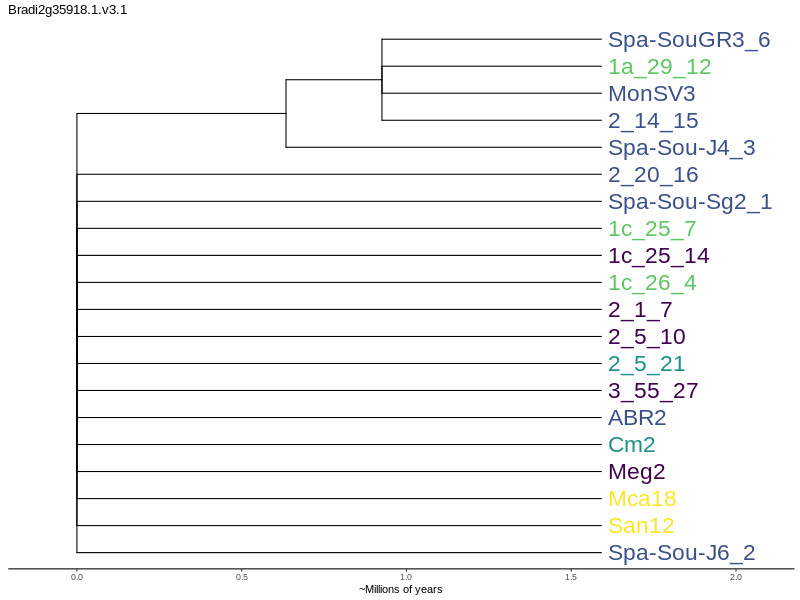 Bradi2g35918.1.v3.1
Spa-SouGR3_6
1a_29_12
MonSV3
2_14_15
Spa-Sou-J4_3
2_20_16
Spa-Sou-Sg2_1
1c_25_7
1c_25_14
1c_26_4
2_1_7
2_5_10
2_5_21
3_55_27
ABR2
Cm2
Meg2
Mca18
San12
Spa-Sou-J6_2
0.0 0.5 1.0 1.5 2.0
~Millions of years